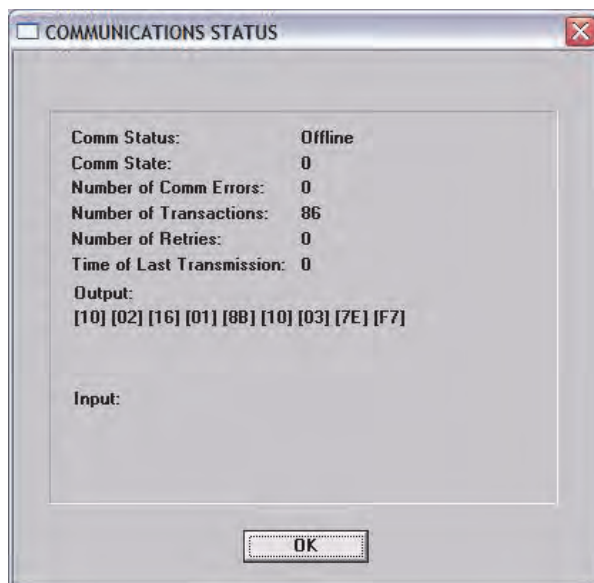 COMMUNICATIONS STATUS
Comm Status: Offline
Comm State: 0
Number of Comm Errors: 0
Number of Transactions: 86
Number of Retries: 0
Time of Last Transmission: 0
Output:
[10] [02] [16] [01] [8B] [10] [03] [7E] [F7]
Input:
OK